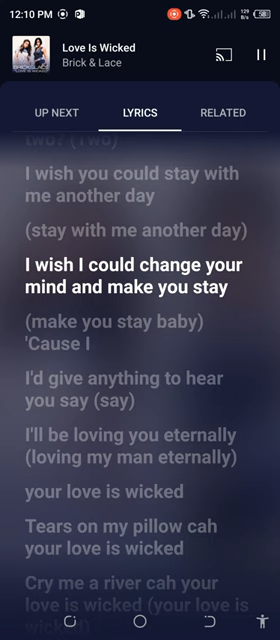 12:10 PM
129
B/s
58
Love Is Wicked
Brick & Lace
UP NEXT
LYRICS
RELATED
two? (Two)
I wish you could stay with
me another day
(stay with me another day)
I wish I could change your
mind and make you stay
(make you stay baby)
'Cause I
I'd give anything to hear
you say (say)
I'll be loving you eternally
(loving my man eternally)
your love is wicked
Tears on my pillow cah
your love is wicked
Cry me a river cah your
love is wicked (your love is
wicked)